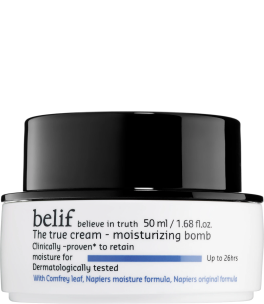 belif believe in truth 50 ml / 1.68 fl.oz.
The true cream - moisturizing bomb
Clinically -proven* to retain
moisture for Up to 26hrs
Dermatologically tested
With Comfrey leaf, Napiers moisture formula, Napiers original formula